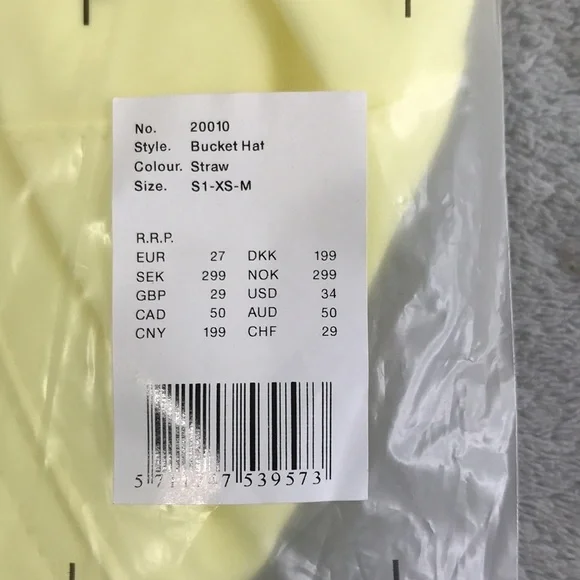 No. 20010
Style. Bucket Hat
Colour. Straw
Size. S1-XS-M
R.R.P.
EUR 27 DKK 199
SEK 299 NOK 299
GBP 29 USD 34
CAD 50 AUD 50
CNY 199 CHF 29
539573